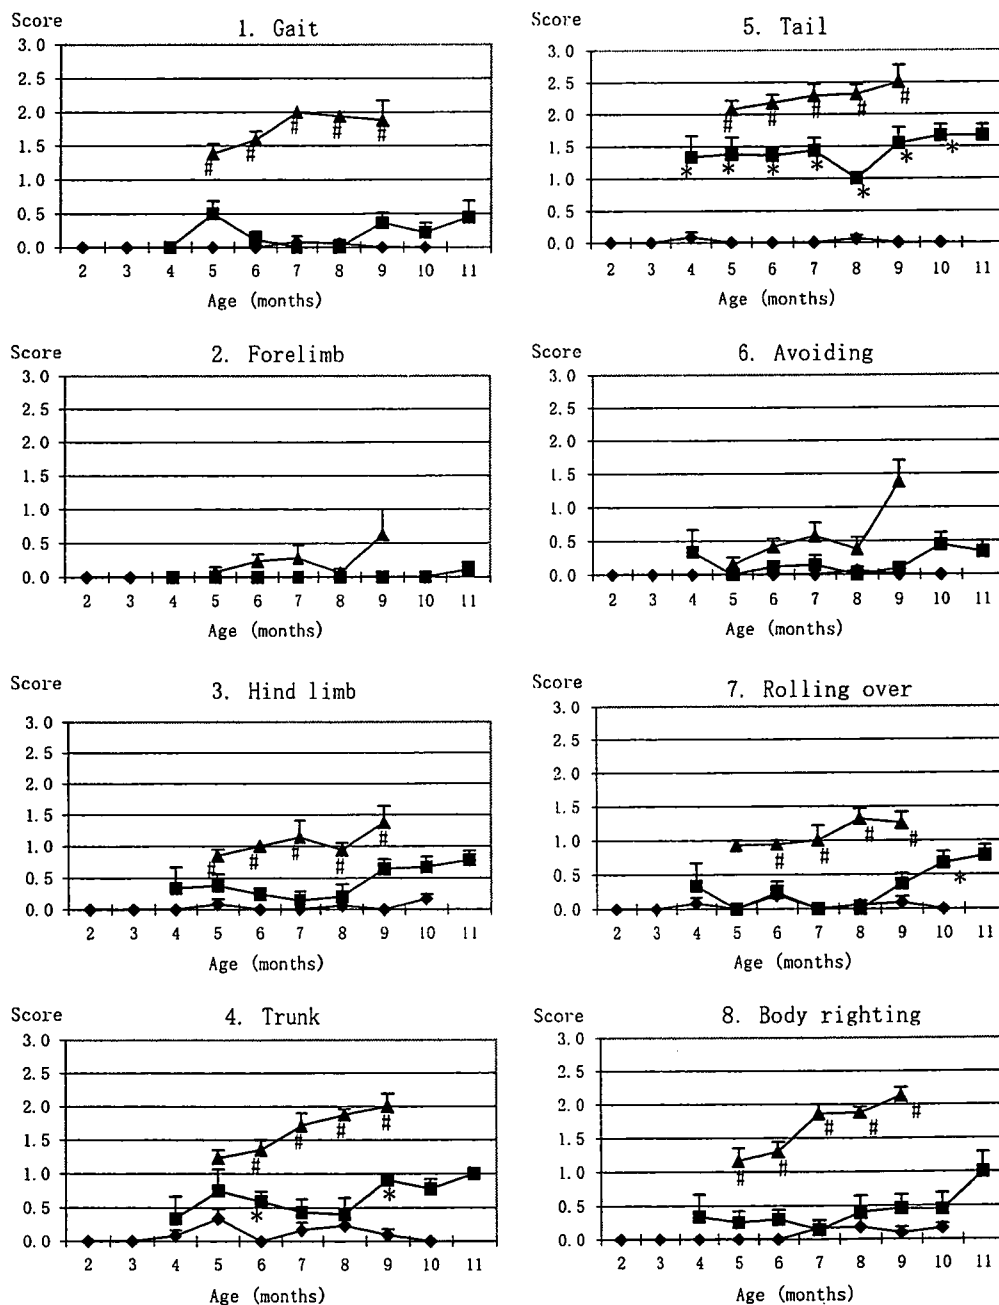 Score
1. Gait
3.0
2.5
2.0
1.5
1.0
0.5
0.0
# # # # #
2 3 4 5 6 7 8 9 10 11
Age (months)
Score
2. Forelimb
3.0
2.5
2.0
1.5
1.0
0.5
0.0
2 3 4 5 6 7 8 9 10 11
Age (months)
Score
3. Hind limb
3.0
2.5
2.0
1.5
1.0
0.5
0.0
# # # # #
2 3 4 5 6 7 8 9 10 11
Age (months)
Score
4. Trunk
3.0
2.5
2.0
1.5
1.0
0.5
0.0
# # # #
* *
2 3 4 5 6 7 8 9 10 11
Age (months)
Score
5. Tail
3.0
2.5
2.0
1.5
1.0
0.5
0.0
# # # # #
* * * * * * *
2 3 4 5 6 7 8 9 10 11
Age (months)
Score
6. Avoiding
3.0
2.5
2.0
1.5
1.0
0.5
0.0
2 3 4 5 6 7 8 9 10 11
Age (months)
Score
7. Rolling over
3.0
2.5
2.0
1.5
1.0
0.5
0.0
# # # #
*
2 3 4 5 6 7 8 9 10 11
Age (months)
Score
8. Body righting
3.0
2.5
2.0
1.5
1.0
0.5
0.0
# # # # #
2 3 4 5 6 7 8 9 10 11
Age (months)